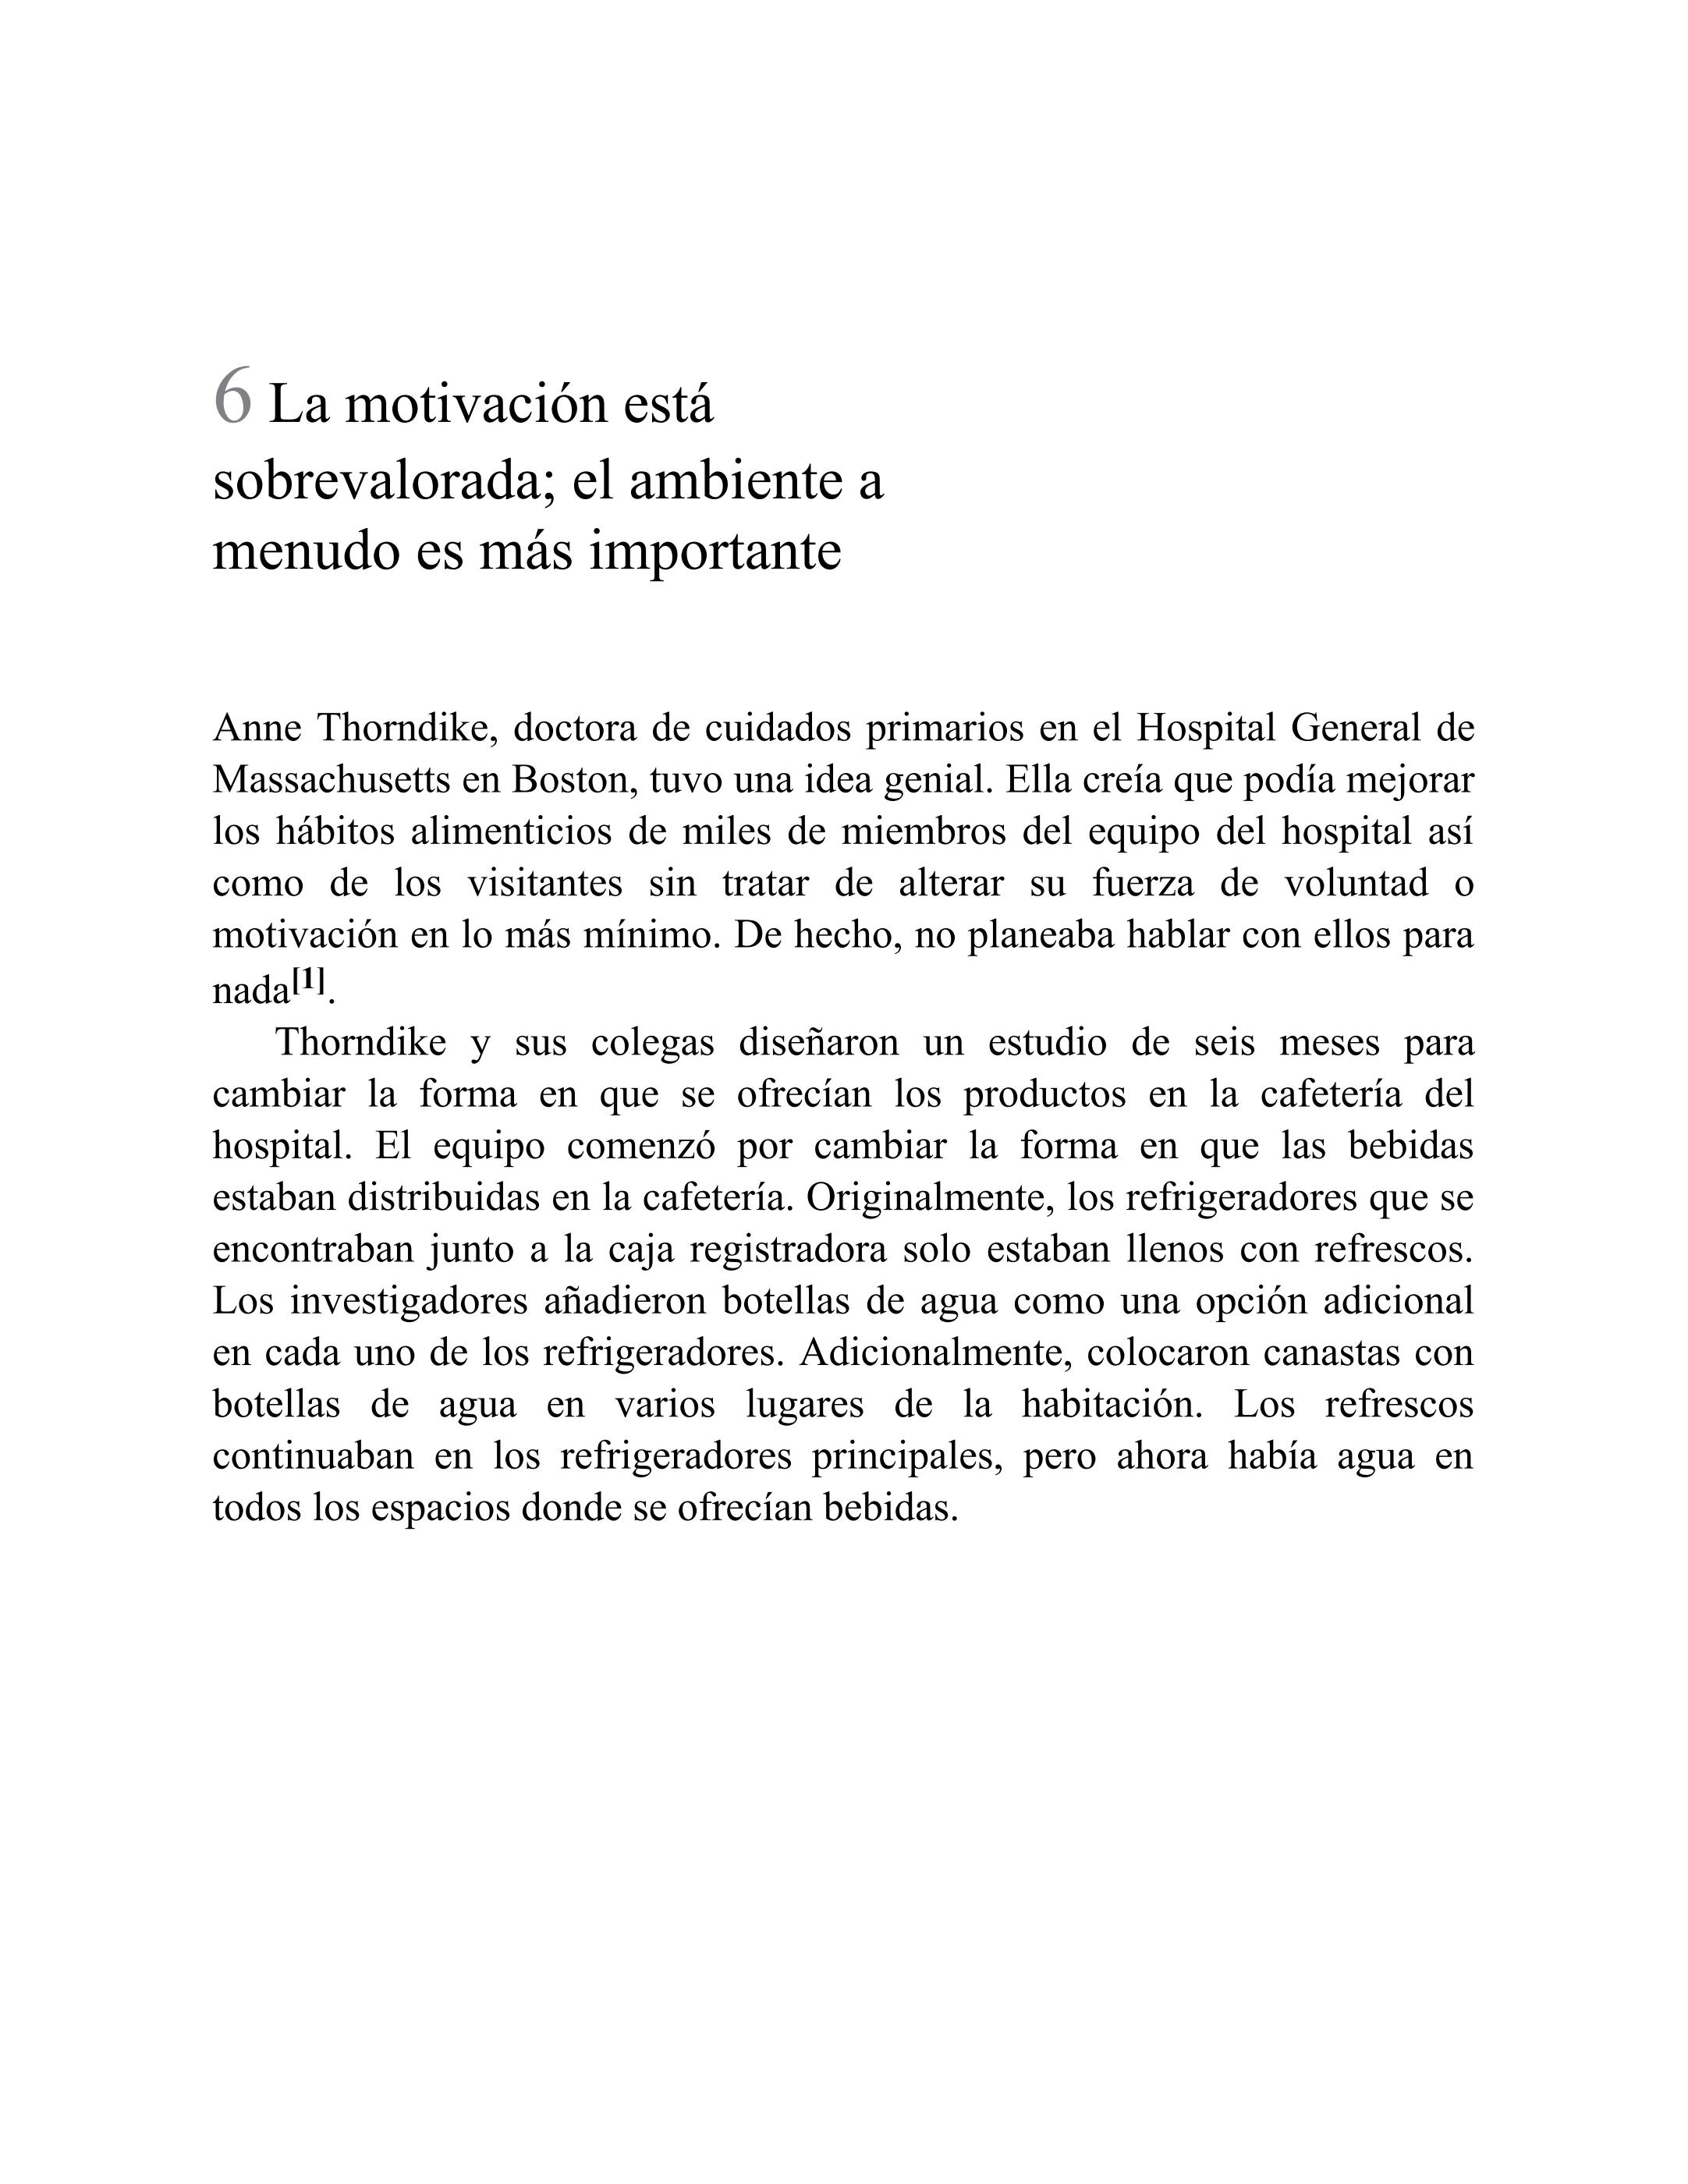 6 La motivación está
sobrevalorada; el ambiente a
menudo es más importante
Anne Thorndike, doctora de cuidados primarios en el Hospital General de
Massachusetts en Boston, tuvo una idea genial. Ella creía que podía mejorar
los hábitos alimenticios de miles de miembros del equipo del hospital así
como de los visitantes sin tratar de alterar su fuerza de voluntad o
motivación en lo más mínimo. De hecho, no planeaba hablar con ellos para
nada[1].
Thorndike y sus colegas diseñaron un estudio de seis meses para
cambiar la forma en que se ofrecían los productos en la cafetería del
hospital. El equipo comenzó por cambiar la forma en que las bebidas
estaban distribuidas en la cafetería. Originalmente, los refrigeradores que se
encontraban junto a la caja registradora solo estaban llenos con refrescos.
Los investigadores añadieron botellas de agua como una opción adicional
en cada uno de los refrigeradores. Adicionalmente, colocaron canastas con
botellas de agua en varios lugares de la habitación. Los refrescos
continuaban en los refrigeradores principales, pero ahora había agua en
todos los espacios donde se ofrecían bebidas.